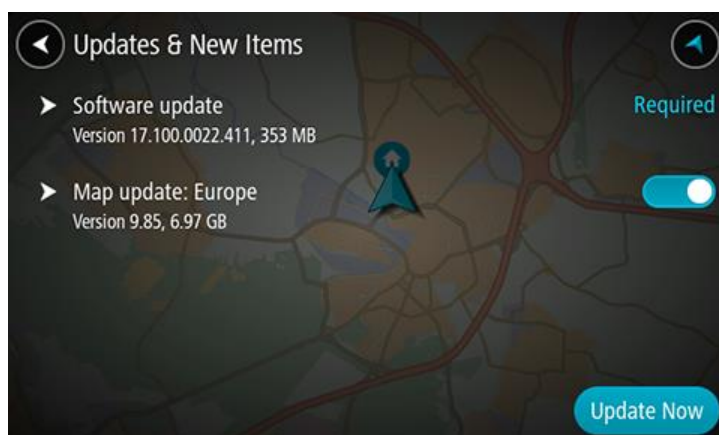 Updates & New Items
Software update
Required
Version 17.100.0022.411, 353 MB
Map update: Europe
Version 9.85, 6.97 GB
Update Now